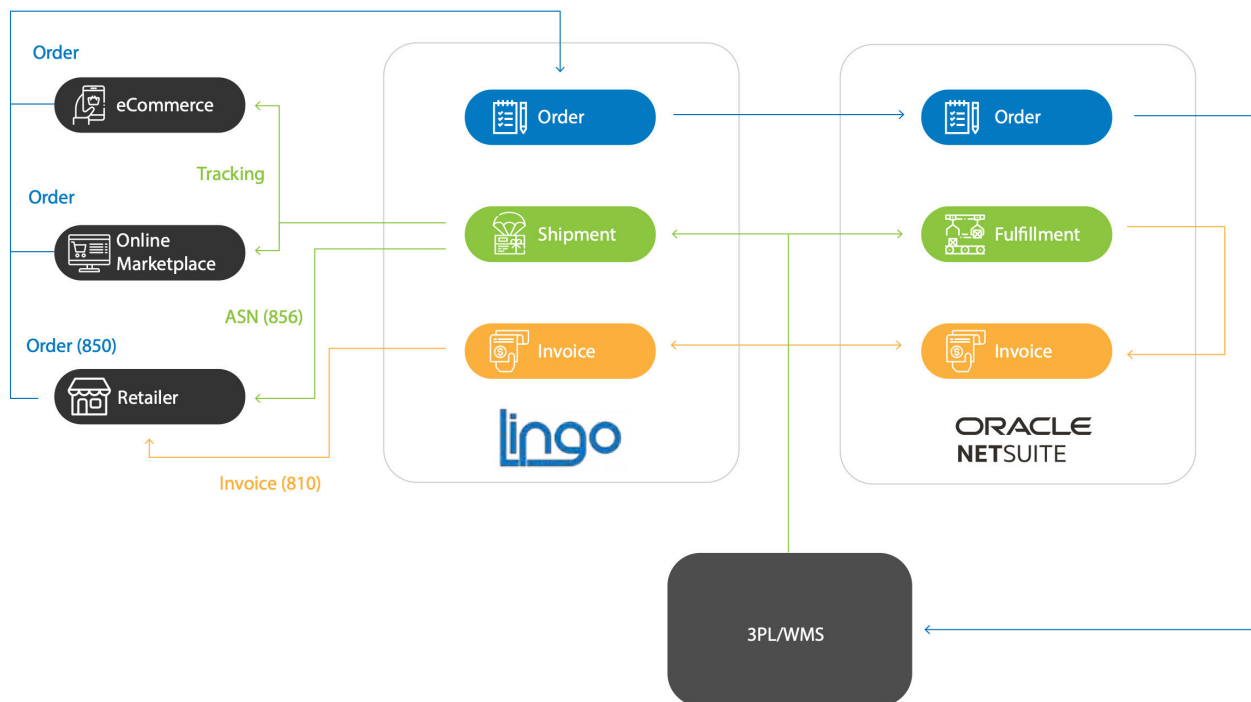 Order
eCommerce
Tracking
Order
Online
Marketplace
ASN (856)
Order (850)
Retailer
Invoice (810)
Order
Shipment
Invoice
Lingo
Order
Fulfillment
Invoice
ORACLE
NETSUITE
3PL/WMS